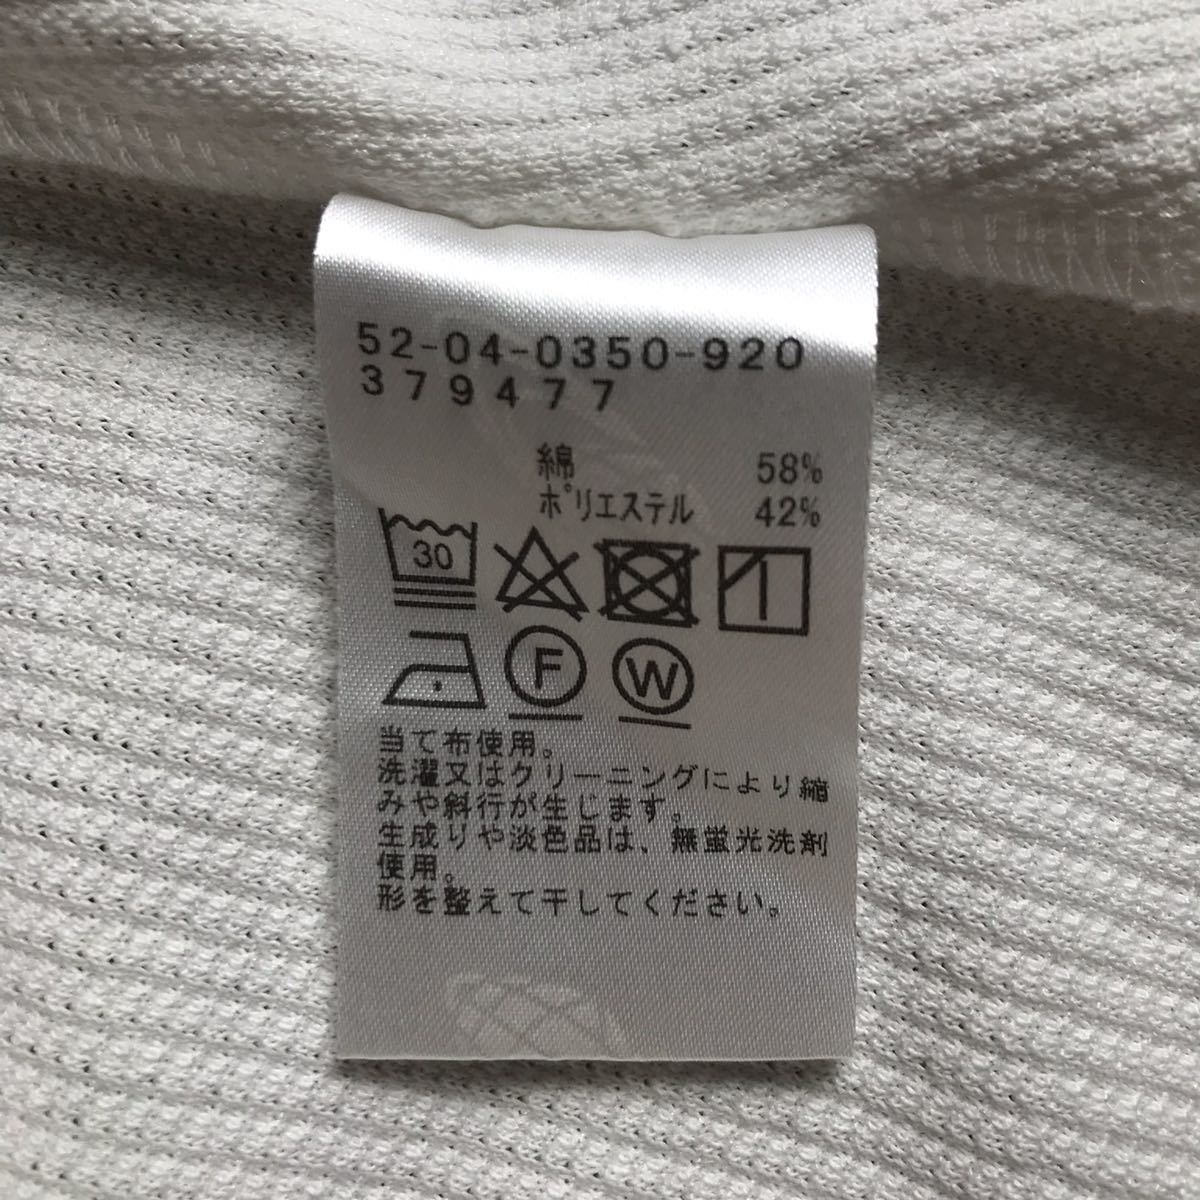 52-04-0350-920
379477
綿 58%
ポリエステル 42%
30
F W
当て布使用。
洗濯又はクリーニングにより縮
みや斜行が生じます。
生成りや淡色品は、無蛍光洗剤
使用。
形を整えて干してください。